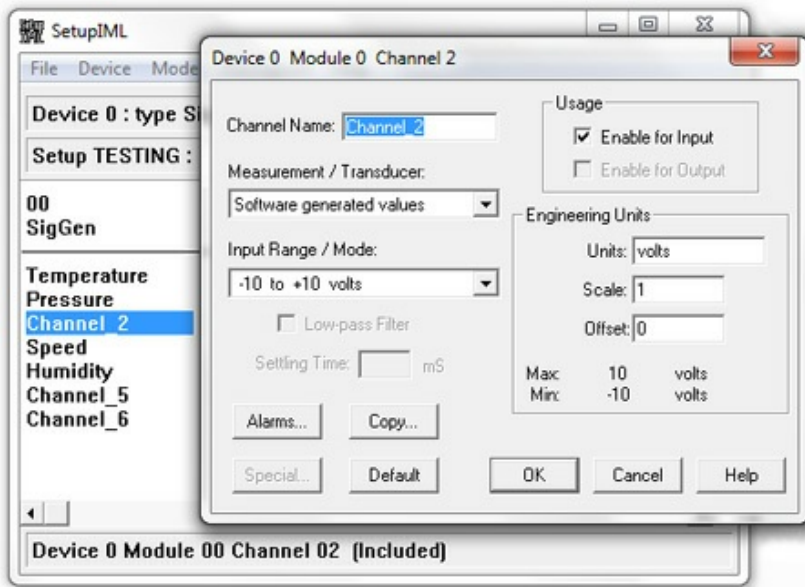 SetupIML
File Device Mode
Device 0 : type Si
Setup TESTING :
00
SigGen
Temperature
Pressure
Channel_2
Speed
Humidity
Channel_5
Channel_6
Device 0 Module 00 Channel 02 (Included)
Device 0 Module 0 Channel 2
Channel Name: Channel_2
Measurement / Transducer:
Software generated values
Input Range / Mode:
-10 to +10 volts
Low-pass Filter
Settling Time: mS
Alarms... Copy...
Special... Default
Usage
Enable for Input
Enable for Output
Engineering Units
Units: volts
Scale: 1
Offset: 0
Max: 10 volts
Min: -10 volts
OK Cancel Help